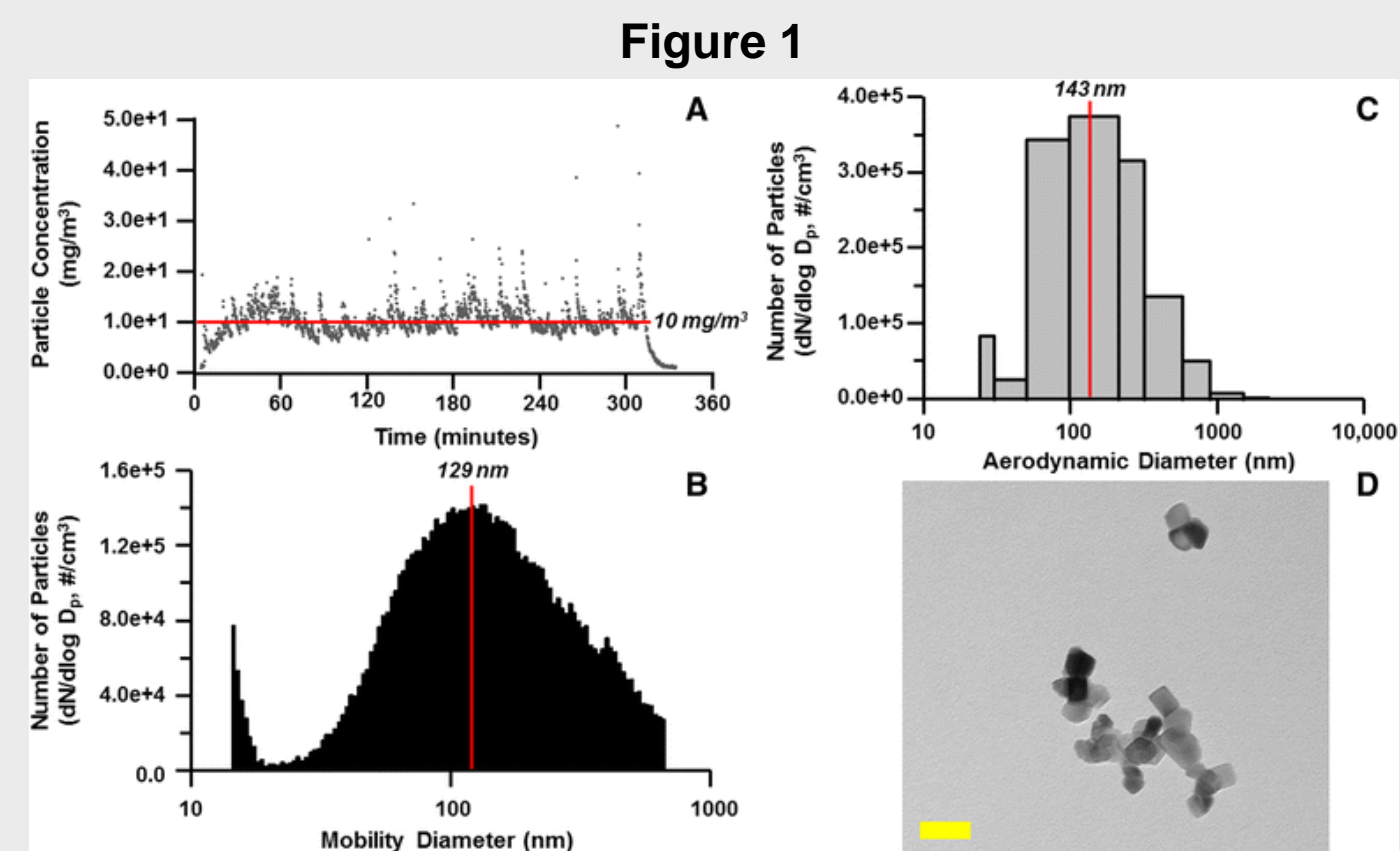 Figure 1
A
Particle Concentration
(mg/m³)
5.0e+1
4.0e+1
3.0e+1
2.0e+1
1.0e+1
0.0e+0
10 mg/m³
0 60 120 180 240 300 360
Time (minutes)
B
129 nm
Number of Particles
(dN/dlog Dₚ, #/cm³)
1.6e+5
1.2e+5
8.0e+4
4.0e+4
0.0
10 100 1000
Mobility Diameter (nm)
C
143 nm
Number of Particles
(dN/dlog Dₚ, #/cm³)
4.0e+5
3.0e+5
2.0e+5
1.0e+5
0.0e+0
10 100 1000 10,000
Aerodynamic Diameter (nm)
D